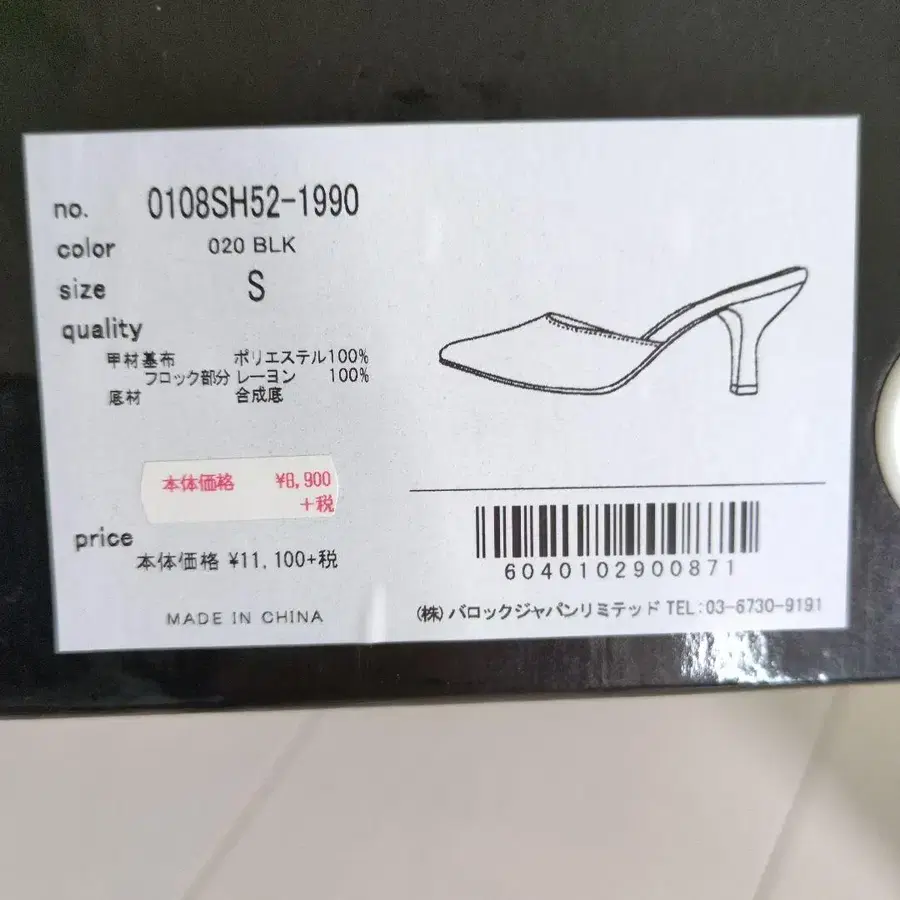 no. 0108SH52-1990
color 020 BLK
size S
quality
甲材基布 ポリエステル100%
フロック部分 レーヨン 100%
底材 合成底
本体価格 ¥8,900
+税
price
本体価格 ¥11,100+税
MADE IN CHINA
6040102900871
(株)バロックジャパンリミテッド TEL:03-6730-9191